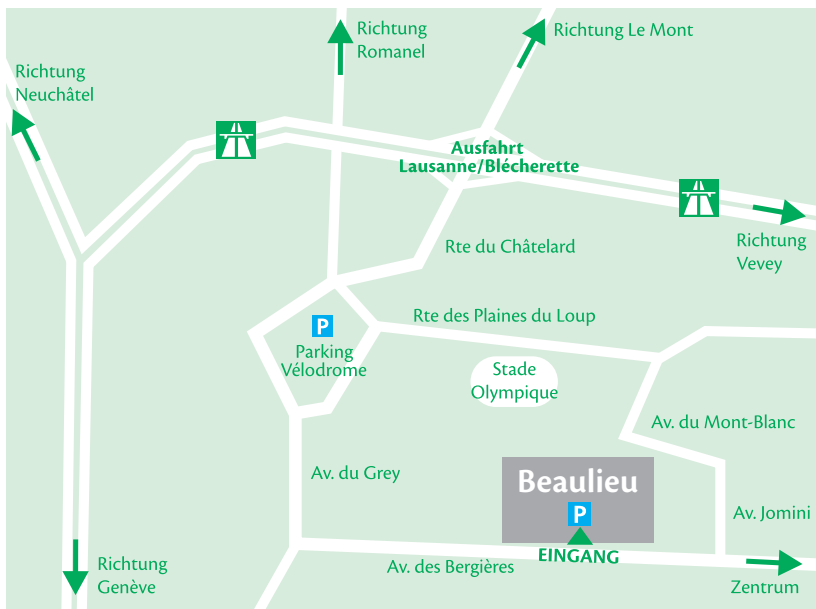 Richtung
Romanel
Richtung Le Mont
Richtung
Neuchâtel
Ausfahrt
Lausanne/Blécherette
Richtung
Vevey
Rte du Châtelard
Rte des Plaines du Loup
P
Parking
Vélodrome
Stade
Olympique
Av. du Mont-Blanc
Av. du Grey
Beaulieu
P
Av. Jomini
EINGANG
Av. des Bergières
Richtung
Genève
Zentrum